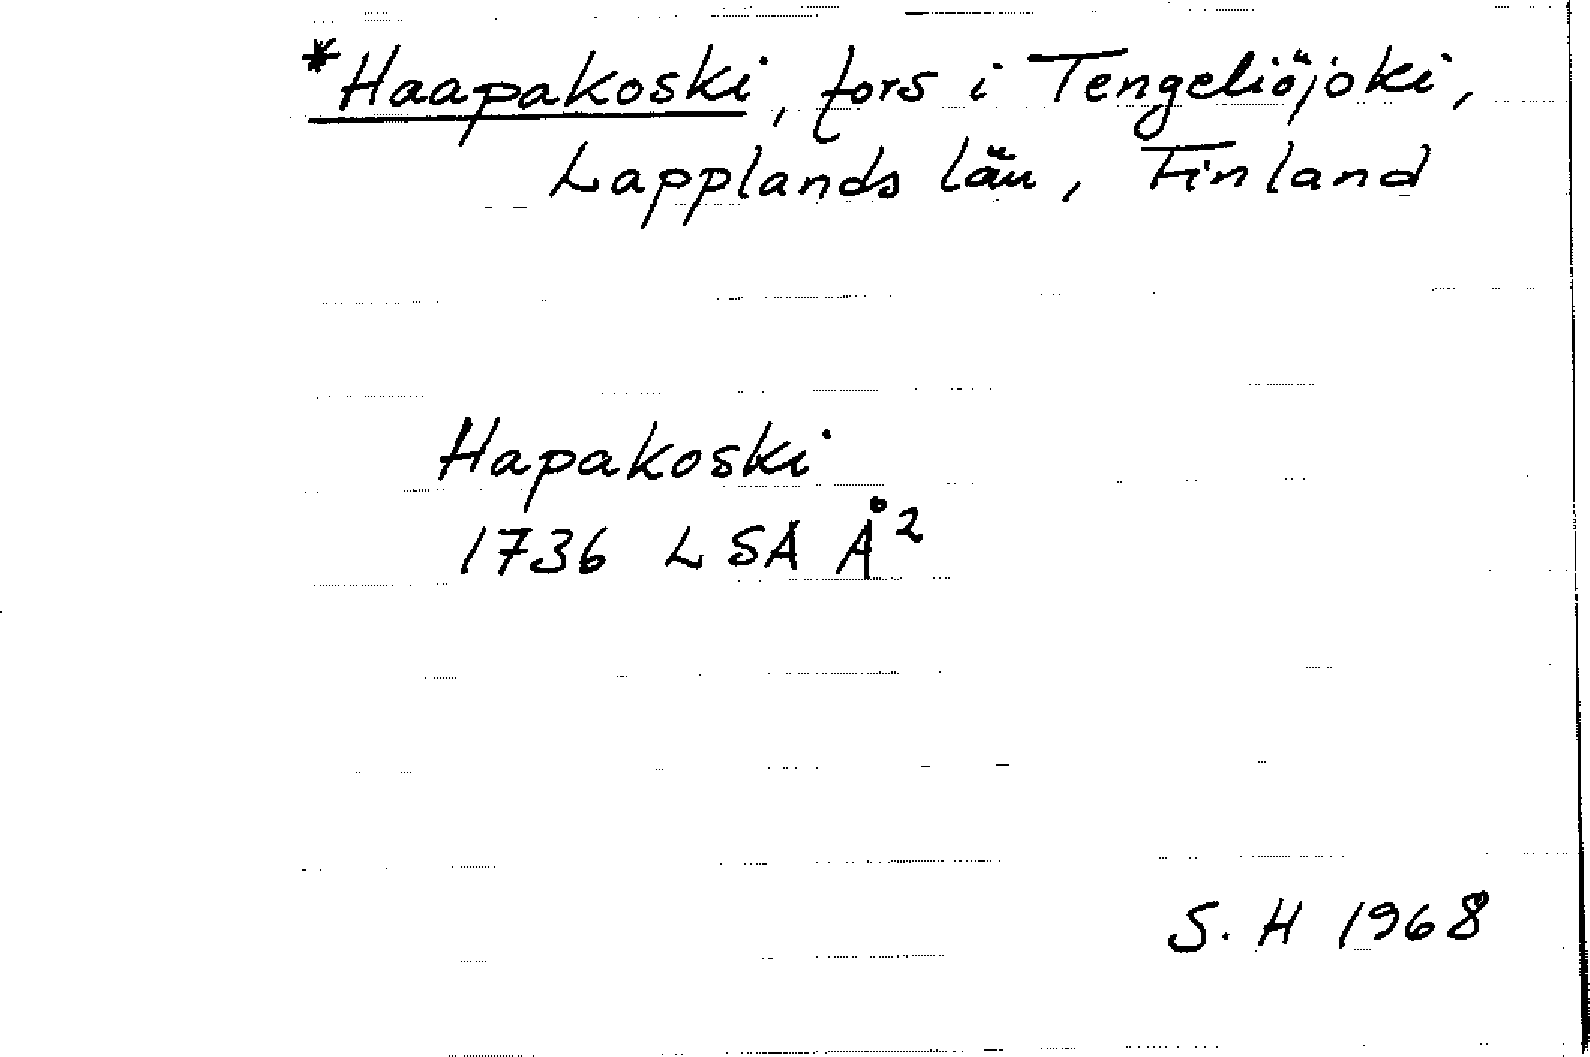 *Haapakoski, fors i Tengeliöjoki,
Lapplands län, Finland
Hapakoski
1736 LSA Å²
S. H 1968